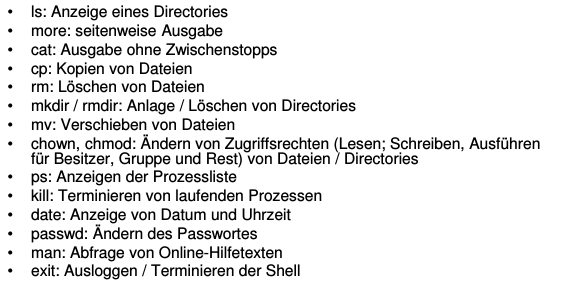 • ls: Anzeige eines Directories
• more: seitenweise Ausgabe
• cat: Ausgabe ohne Zwischenstopps
• cp: Kopien von Dateien
• rm: Löschen von Dateien
• mkdir / rmdir: Anlage / Löschen von Directories
• mv: Verschieben von Dateien
• chown, chmod: Ändern von Zugriffsrechten (Lesen; Schreiben, Ausführen
für Besitzer, Gruppe und Rest) von Dateien / Directories
• ps: Anzeigen der Prozessliste
• kill: Terminieren von laufenden Prozessen
• date: Anzeige von Datum und Uhrzeit
• passwd: Ändern des Passwortes
• man: Abfrage von Online-Hilfetexten
• exit: Ausloggen / Terminieren der Shell